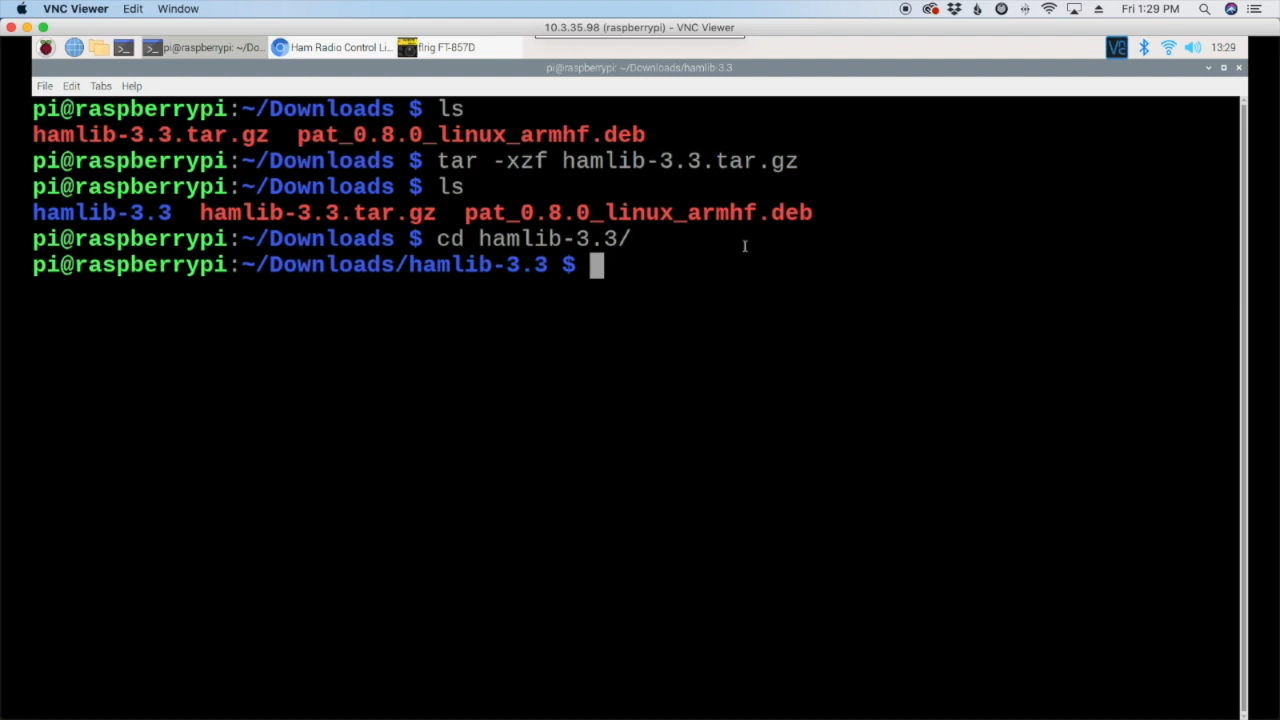 VNC Viewer Edit Window Fri 1:29 PM
10.3.35.98 (raspberrypi) – VNC Viewer
pi@raspberrypi: ~/Do... Ham Radio Control Li... flrig FT-857D 13:29
pi@raspberrypi: ~/Downloads/hamlib-3.3
File Edit Tabs Help
pi@raspberrypi:~/Downloads $ ls
hamlib-3.3.tar.gz pat_0.8.0_linux_armhf.deb
pi@raspberrypi:~/Downloads $ tar -xzf hamlib-3.3.tar.gz
pi@raspberrypi:~/Downloads $ ls
hamlib-3.3 hamlib-3.3.tar.gz pat_0.8.0_linux_armhf.deb
pi@raspberrypi:~/Downloads $ cd hamlib-3.3/
pi@raspberrypi:~/Downloads/hamlib-3.3 $